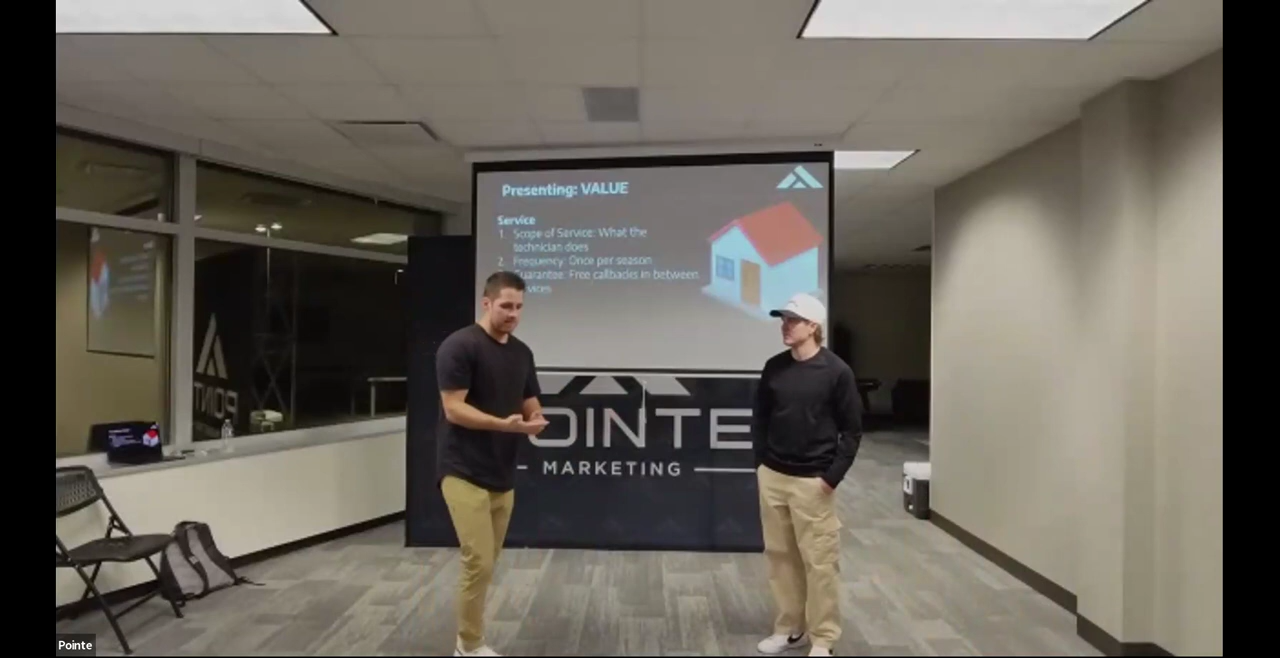 Presenting: VALUE
Service
1. Scope of Service: What the
technician does
2. Frequency: Once per season
Guarantee: Free callbacks in between
vices
OINTE
MARKETING
POINT
Pointe